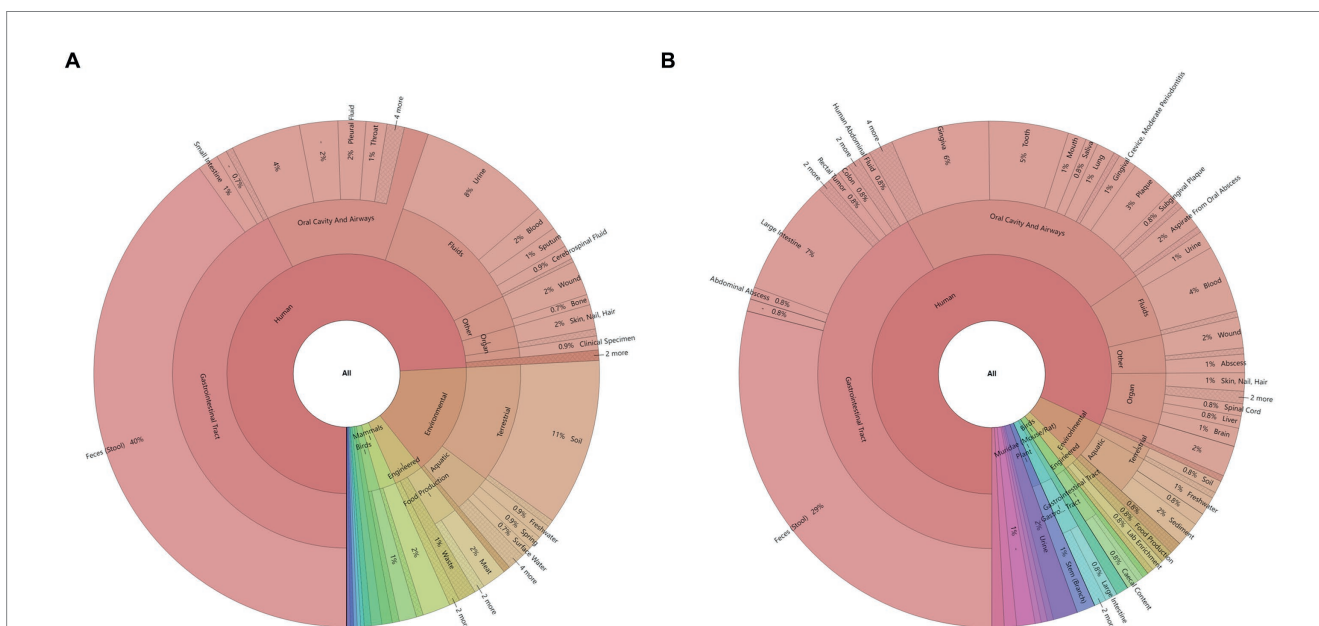 A
Small Intestine
1%
-
0.7%
4%
-
2%
2% Pleural Fluid
1% Throat
4 more
8% Urine
2% Blood
1% Sputum
0.9% Cerebrospinal Fluid
2% Wound
0.7% Bone
2% Skin, Nail, Hair
0.9% Clinical Specimen
2 more
Oral Cavity And Airways
Fluids
Other
Organ
Human
Gastrointestinal Tract
Feces (Stool) 40%
All
Environmental
Terrestrial
11% Soil
Aquatic
0.9% Freshwater
0.9% Spring
0.7% Surface Water
4 more
Engineered
Food Production
2% Meat
2 more
1% Waste
2 more
Mammals
Birds
2%
1%
B
Abdominal Abscess 0.8%
- 0.8%
Large Intestine 7%
2 more
Rectal Tumor 0.8%
Colon 0.8%
2 more
Human Abdominal Fluid 0.8%
4 more
Gingiva 6%
5% Tooth
1% Mouth
0.8% Saliva
1% Lung
1% Gingival Crevice, Moderate Periodontitis
3% Plaque
0.8% Subgingival Plaque
2% Aspirate From Oral Abscess
1% Urine
4% Blood
2% Wound
1% Abscess
1% Skin, Nail, Hair
2 more
0.8% Spinal Cord
0.8% Liver
1% Brain
2%
Oral Cavity And Airways
Fluids
Other
Organ
Human
Gastrointestinal Tract
Feces (Stool) 29%
All
Environmental
Terrestrial
0.8% Soil
Aquatic
1% Freshwater
0.8%
2% Sediment
Engineered
0.8% Food Production
0.8%
0.8% Lab Enrichment
Birds
Gastrointestinal Tract
0.8% Caecal Content
Muridae (Mouse/Rat)
Gastro... Tract
0.8% Large Intestine
2 more
Plant
1% Stem (Branch)
2% Urine
1% -